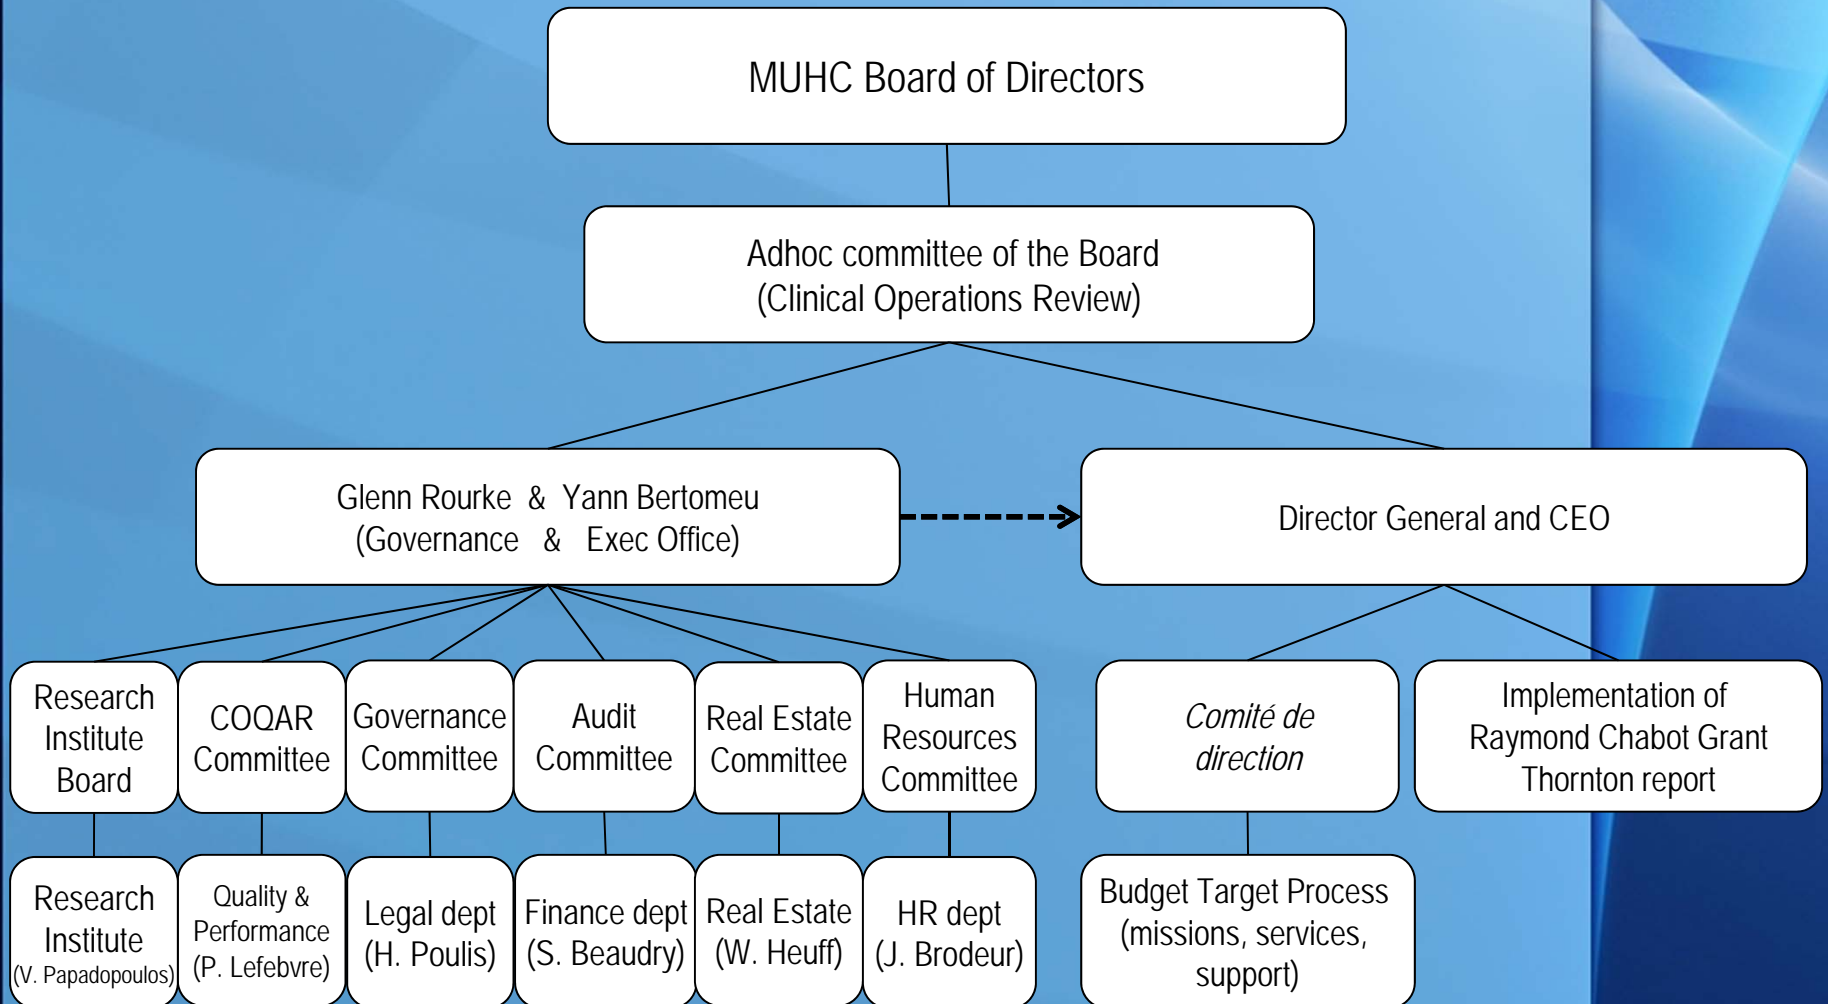 MUHC Board of Directors
Adhoc committee of the Board
(Clinical Operations Review)
Glenn Rourke & Yann Bertomeu
(Governance & Exec Office)
Director General and CEO
Research
Institute
Board
COQAR
Committee
Governance
Committee
Audit
Committee
Real Estate
Committee
Human
Resources
Committee
Comité de
direction
Implementation of
Raymond Chabot Grant
Thornton report
Research
Institute
(V. Papadopoulos)
Quality &
Performance
(P. Lefebvre)
Legal dept
(H. Poulis)
Finance dept
(S. Beaudry)
Real Estate
(W. Heuff)
HR dept
(J. Brodeur)
Budget Target Process
(missions, services,
support)